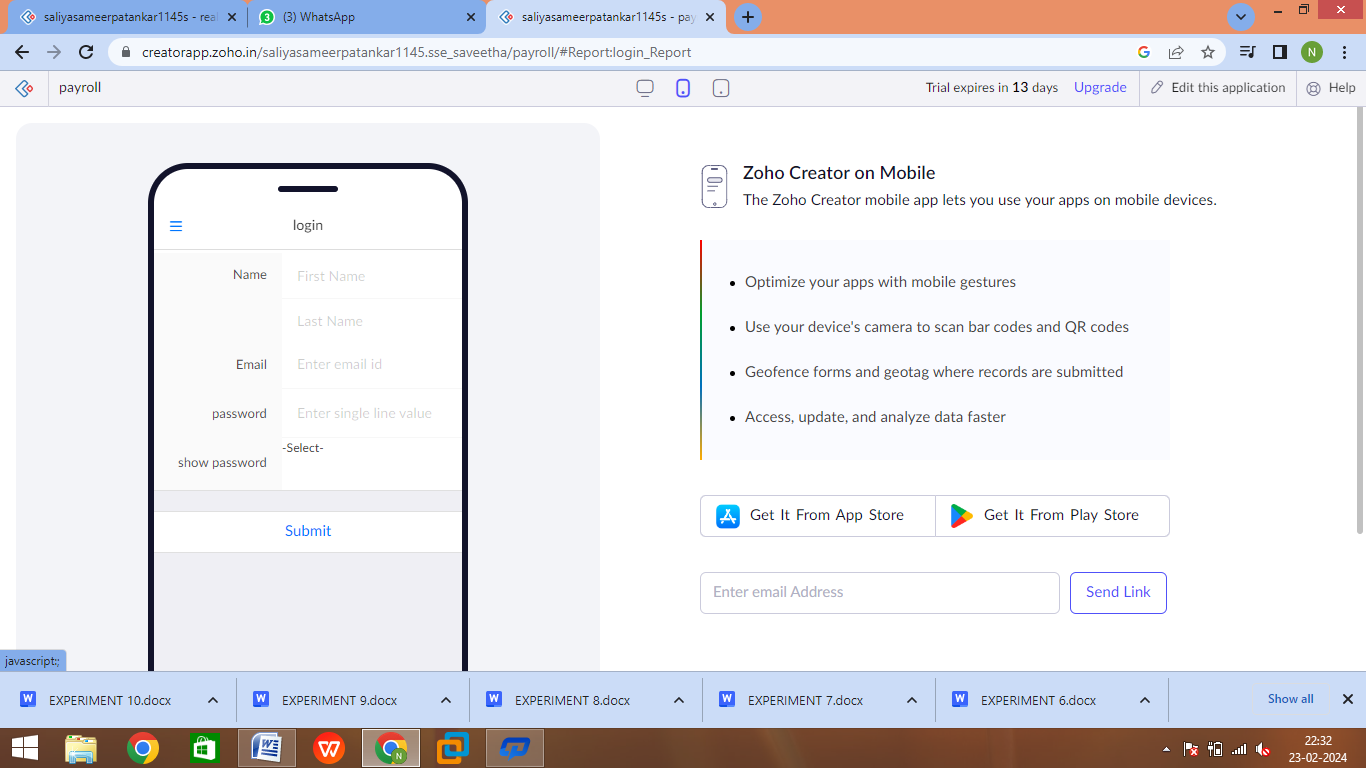 saliyasameerpatankar1145s - real
3
(3) WhatsApp
saliyasameerpatankar1145s - pay
creatorapp.zoho.in/saliyasameerpatankar1145.sse_saveetha/payroll/#Report:login_Report
G
N
payroll
Trial expires in 13 days
Upgrade
Edit this application
Help
login
Name
First Name
Last Name
Email
Enter email id
password
Enter single line value
show password
-Select-
Submit
Zoho Creator on Mobile
The Zoho Creator mobile app lets you use your apps on mobile devices.
Optimize your apps with mobile gestures
Use your device's camera to scan bar codes and QR codes
Geofence forms and geotag where records are submitted
Access, update, and analyze data faster
Get It From App Store
Get It From Play Store
Enter email Address
Send Link
javascript:;
W EXPERIMENT 10.docx
W EXPERIMENT 9.docx
W EXPERIMENT 8.docx
W EXPERIMENT 7.docx
W EXPERIMENT 6.docx
Show all
W
W
N
22:32
23-02-2024